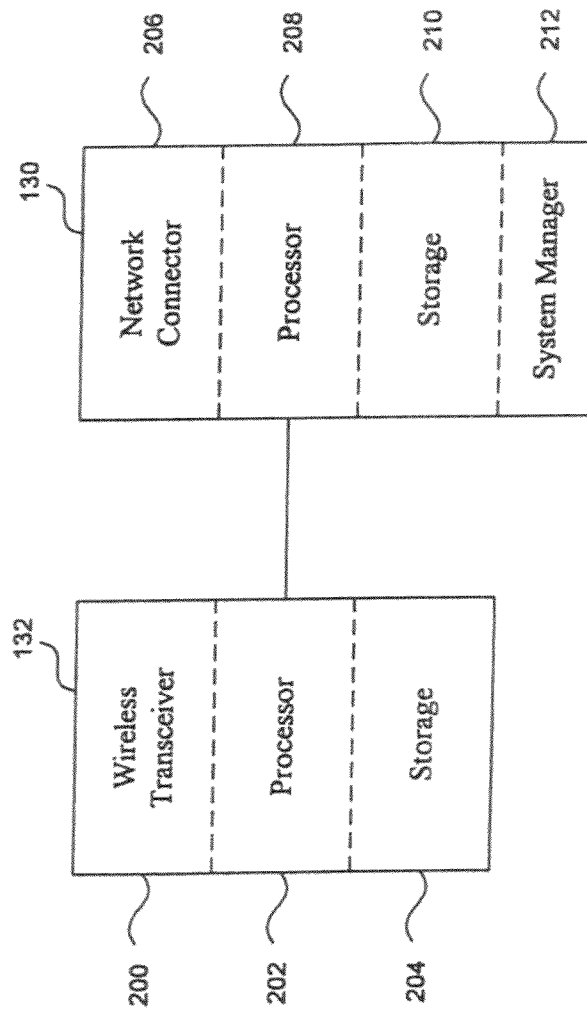 132
Wireless
Transceiver
Processor
Storage
200
202
204
130
Network
Connector
Processor
Storage
System Manager
206
208
210
212